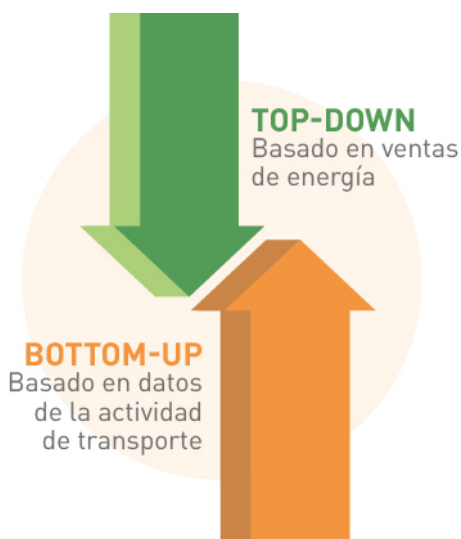 TOP-DOWN
Basado en ventas
de energía
BOTTOM-UP
Basado en datos
de la actividad
de transporte